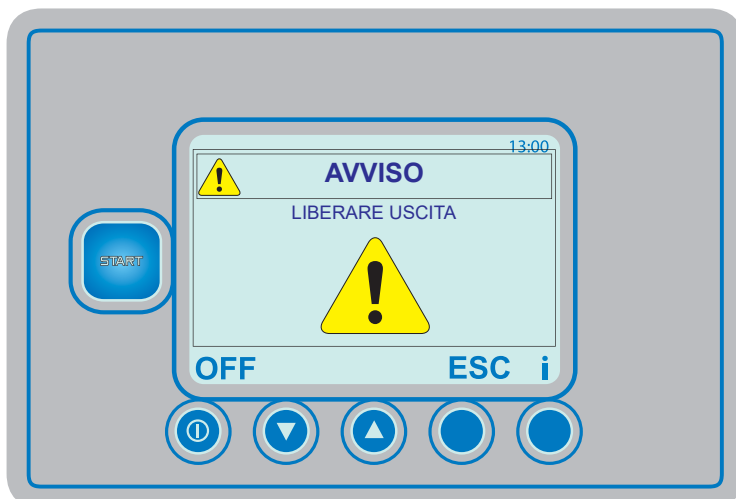 13:00
AVVISO
LIBERARE USCITA
START
OFF ESC i